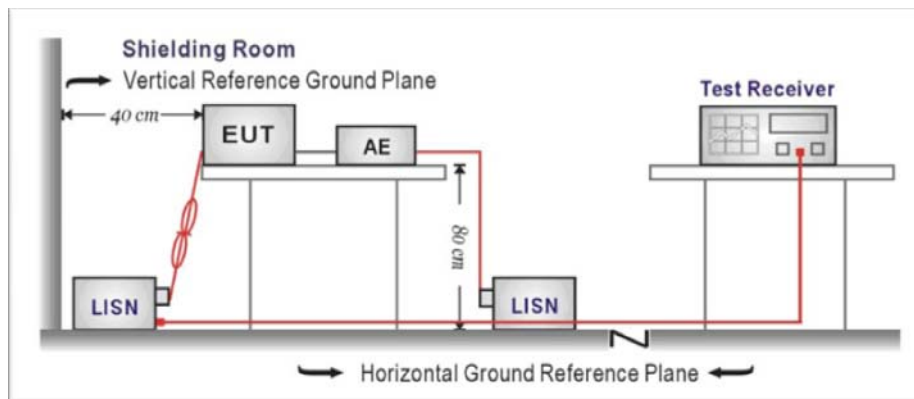 Shielding Room
Vertical Reference Ground Plane
40 cm
Test Receiver
EUT
AE
80 cm
LISN
LISN
Horizontal Ground Reference Plane